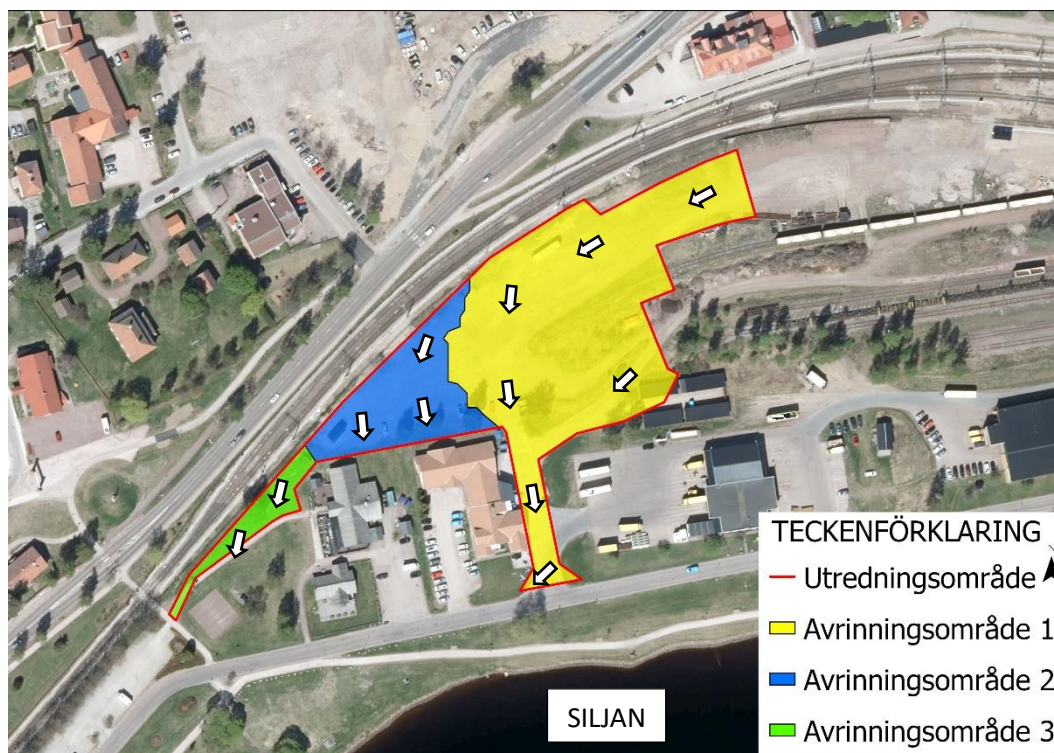 SILJAN
TECKENFÖRKLARING
Utredningsområde
Avrinningsområde 1
Avrinningsområde 2
Avrinningsområde 3